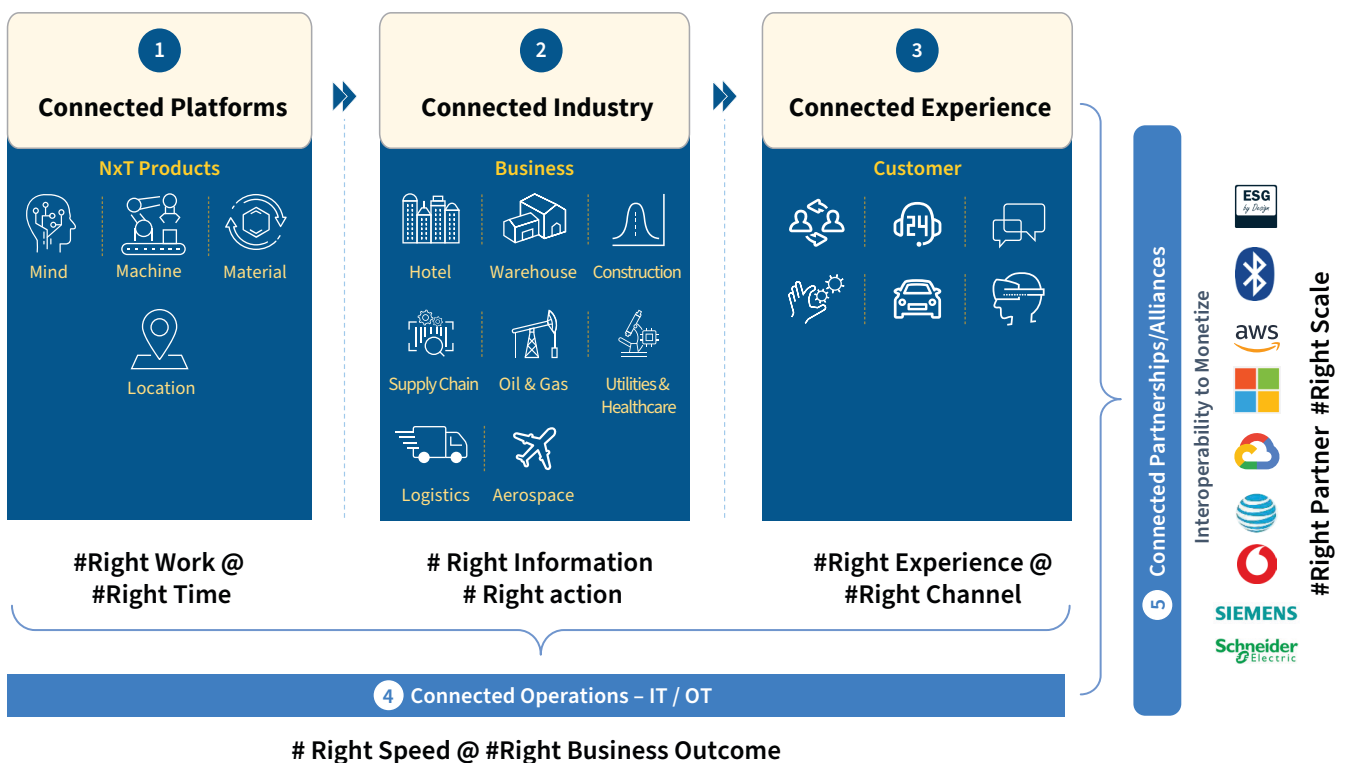 1
Connected Platforms
NxT Products
Mind
Machine
Material
Location
#Right Work @
#Right Time
2
Connected Industry
Business
Hotel
Warehouse
Construction
Supply Chain
Oil & Gas
Utilities &
Healthcare
Logistics
Aerospace
# Right Information
# Right action
3
Connected Experience
Customer
24
#Right Experience @
#Right Channel
4 Connected Operations – IT / OT
# Right Speed @ #Right Business Outcome
5 Connected Partnerships/Alliances
Interoperability to Monetize
ESG
by Design
aws
SIEMENS
Schneider
Electric
#Right Partner #Right Scale